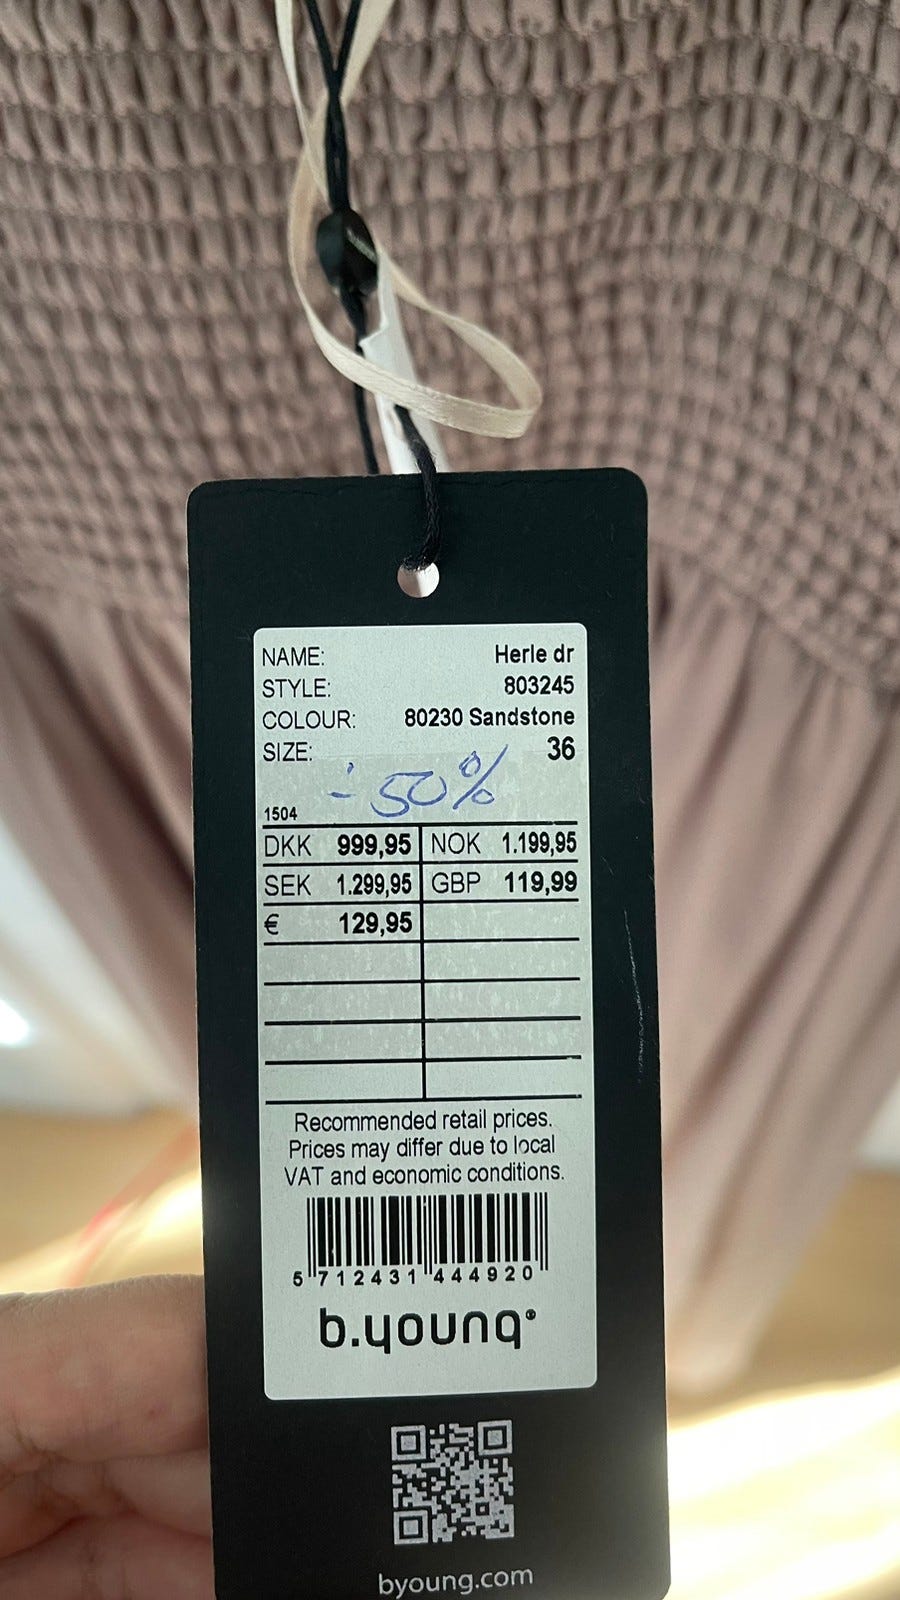 NAME: Herle dr
STYLE: 803245
COLOUR: 80230 Sandstone
SIZE: 36
÷ 50%
1504
DKK 999,95 NOK 1.199,95
SEK 1.299,95 GBP 119,99
€ 129,95
Recommended retail prices.
Prices may differ due to local
VAT and economic conditions.
5 712431 444920
b.young®
byoung.com